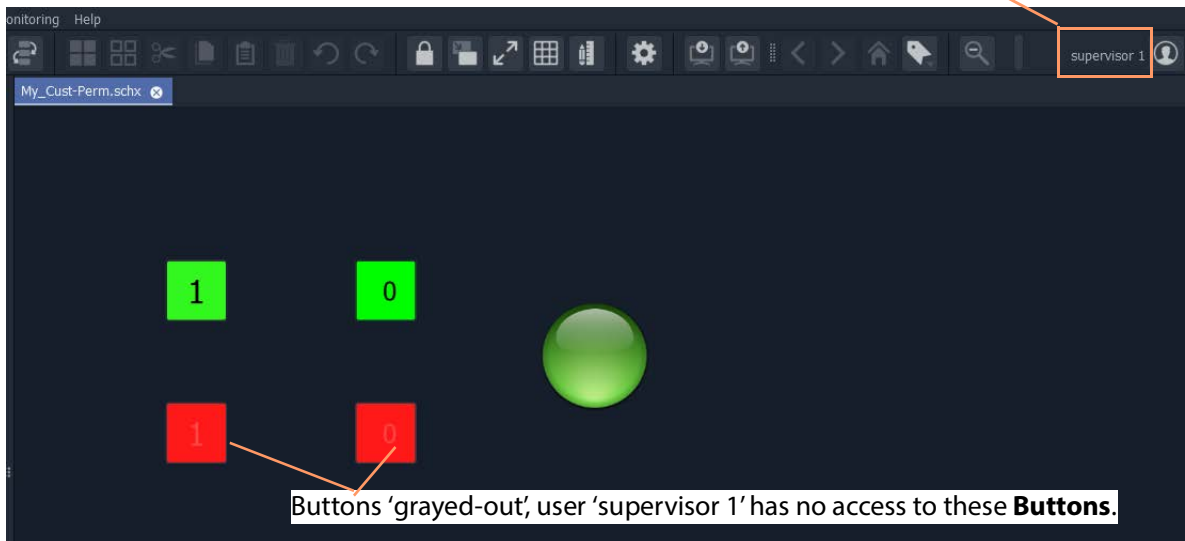 onitoring Help
supervisor 1
My_Cust-Perm.schx
1 0
1 0
Buttons ‘grayed-out’, user ‘supervisor 1’ has no access to these Buttons.